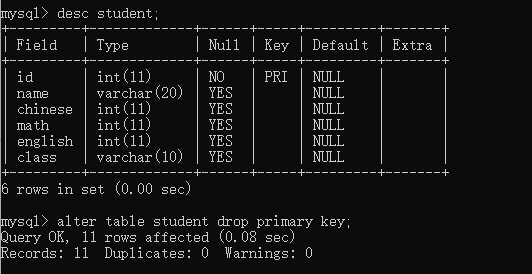 mysql> desc student;
+---------+-------------+------+-----+---------+-------+
| Field   | Type        | Null | Key | Default | Extra |
+---------+-------------+------+-----+---------+-------+
| id      | int(11)     | NO   | PRI | NULL    |       |
| name    | varchar(20) | YES  |     | NULL    |       |
| chinese | int(11)     | YES  |     | NULL    |       |
| math    | int(11)     | YES  |     | NULL    |       |
| english | int(11)     | YES  |     | NULL    |       |
| class   | varchar(10) | YES  |     | NULL    |       |
+---------+-------------+------+-----+---------+-------+
6 rows in set (0.00 sec)
mysql> alter table student drop primary key;
Query OK, 11 rows affected (0.08 sec)
Records: 11  Duplicates: 0  Warnings: 0